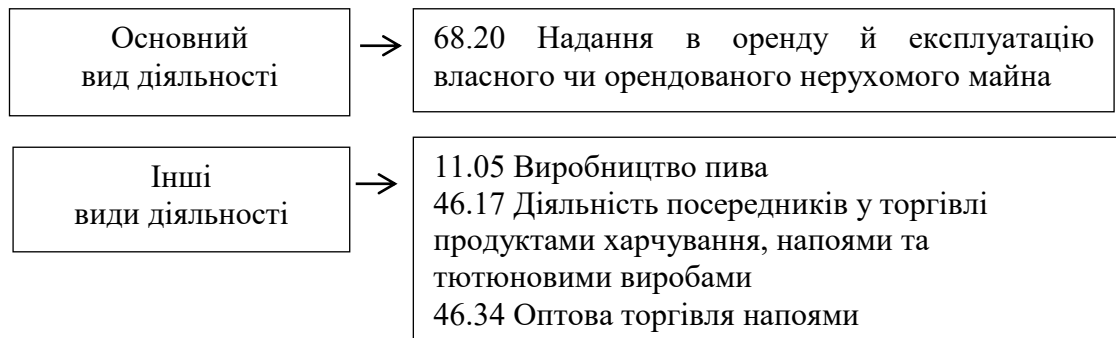 Основний
вид діяльності
68.20 Надання в оренду й експлуатацію
власного чи орендованого нерухомого майна
Інші
види діяльності
11.05 Виробництво пива
46.17 Діяльність посередників у торгівлі
продуктами харчування, напоями та
тютюновими виробами
46.34 Оптова торгівля напоями